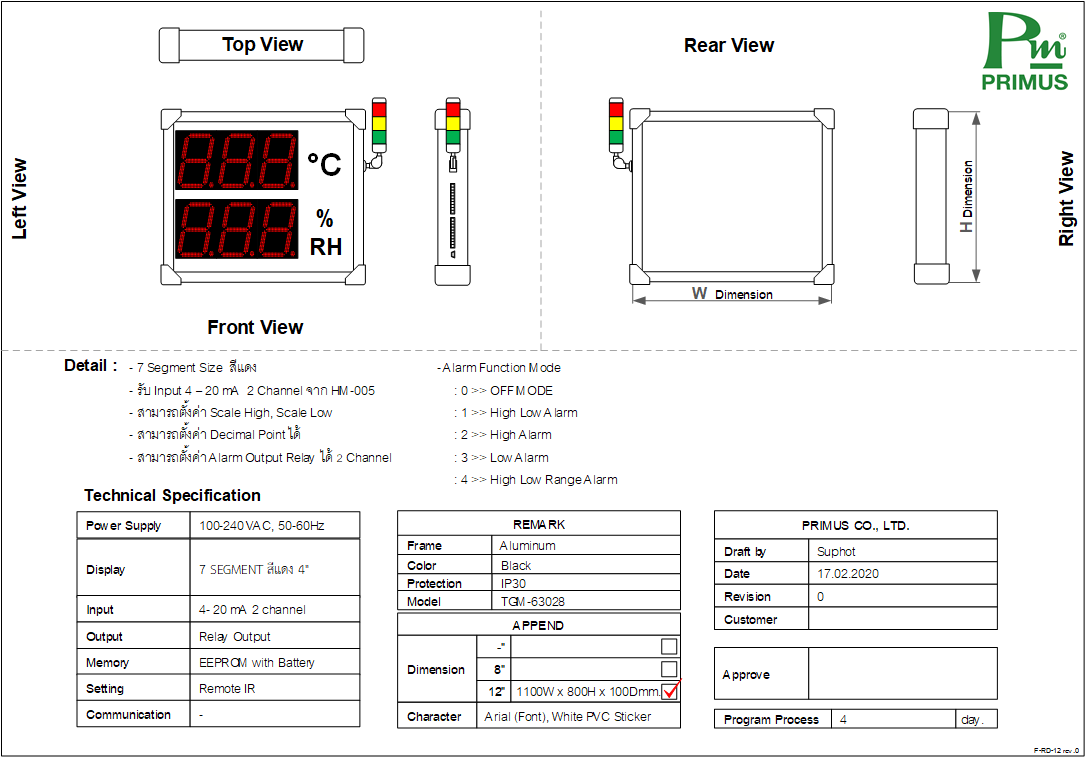 Top View
Rear View
Pm®
PRIMUS
Left View
°C
%
RH
H Dimension
Right View
W Dimension
Front View
Detail :
- 7 Segment Size สีแดง
- รับ Input 4 – 20 mA 2 Channel จาก HM-005
- สามารถตั้งค่า Scale High, Scale Low
- สามารถตั้งค่า Decimal Point ได้
- สามารถตั้งค่า Alarm Output Relay ได้ 2 Channel
- Alarm Function Mode
: 0 >> OFF MODE
: 1 >> High Low Alarm
: 2 >> High Alarm
: 3 >> Low Alarm
: 4 >> High Low Range Alarm
Technical Specification
Power Supply 100-240 VAC, 50-60Hz
Display 7 SEGMENT สีแดง 4"
Input 4- 20 mA 2 channel
Output Relay Output
Memory EEPROM with Battery
Setting Remote IR
Communication -
REMARK
Frame Aluminum
Color Black
Protection IP30
Model TGM-63028
APPEND
Dimension
-"
8"
12" 1100W x 800H x 100Dmm.
Character Arial (Font), White PVC Sticker
PRIMUS CO., LTD.
Draft by Suphot
Date 17.02.2020
Revision 0
Customer
Approve
Program Process 4 day.
F-RD-12 rev .0